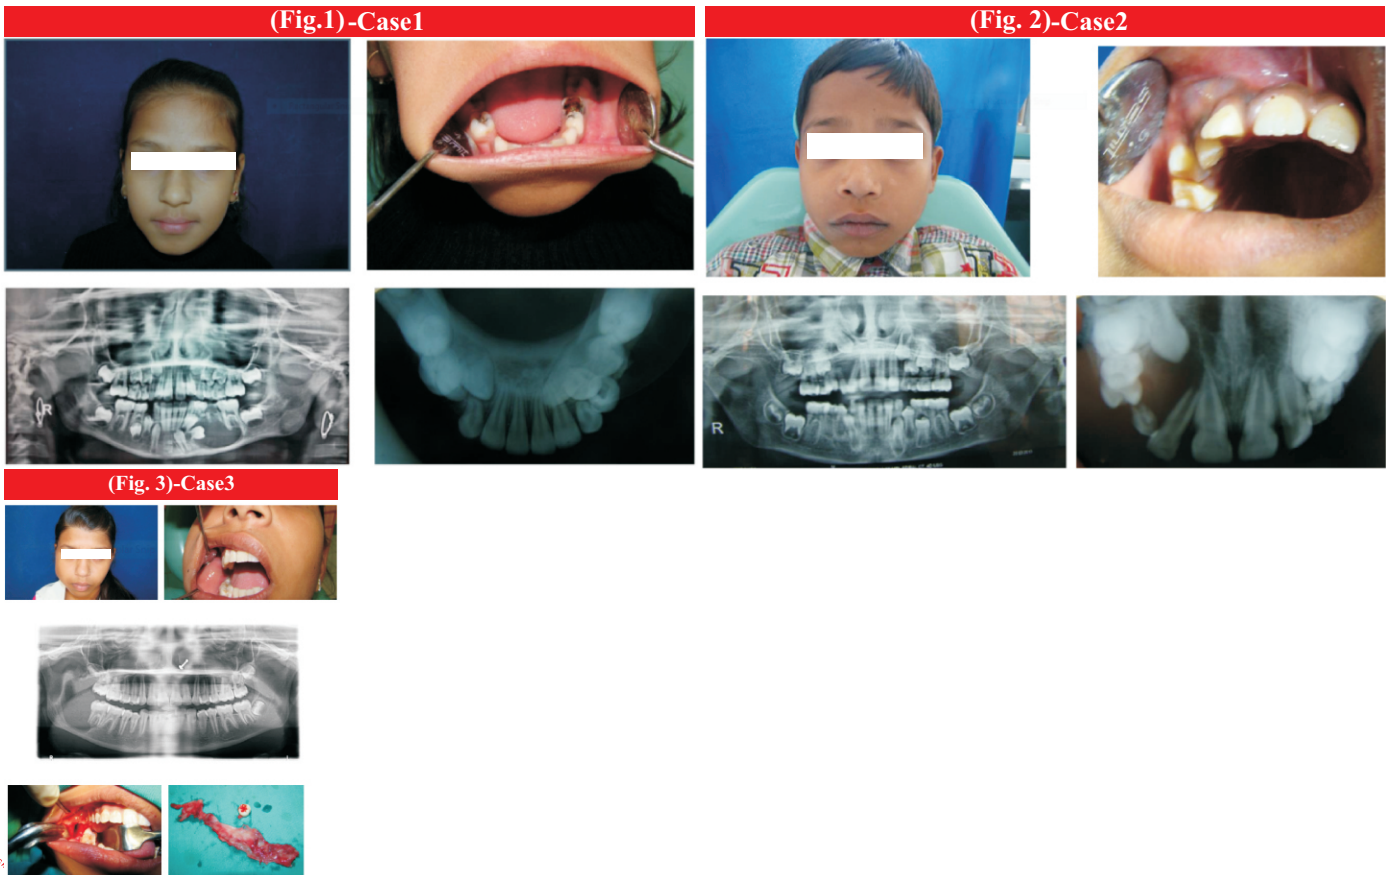 (Fig.1)-Case1
(Fig. 2)-Case2
R
R
(Fig. 3)-Case3